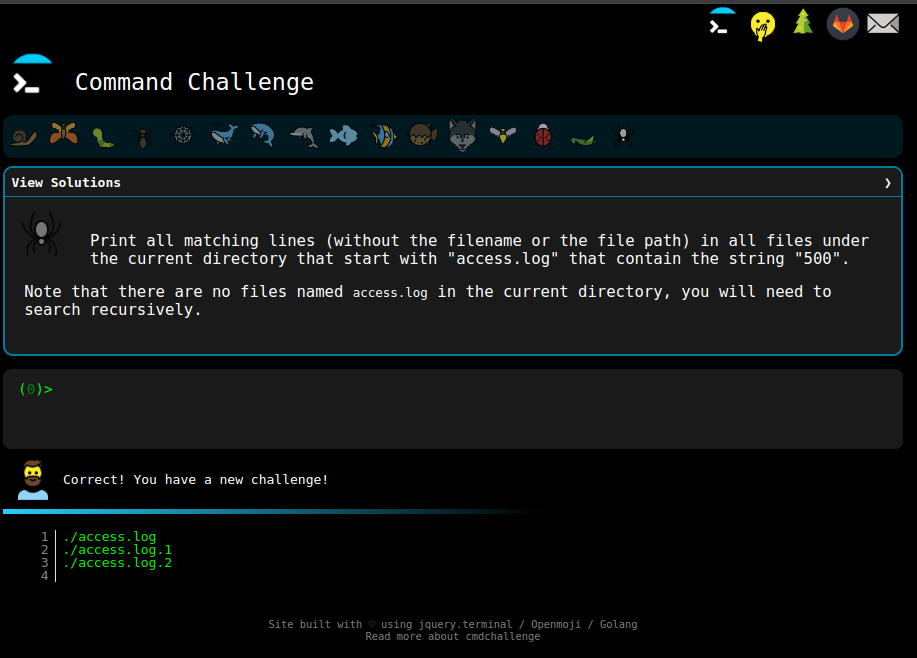 Command Challenge
View Solutions ❯
Print all matching lines (without the filename or the file path) in all files under
the current directory that start with "access.log" that contain the string "500".
Note that there are no files named access.log in the current directory, you will need to
search recursively.
(0)>
Correct! You have a new challenge!
1 ./access.log
2 ./access.log.1
3 ./access.log.2
4
Site built with ♡ using jquery.terminal / Openmoji / Golang
Read more about cmdchallenge